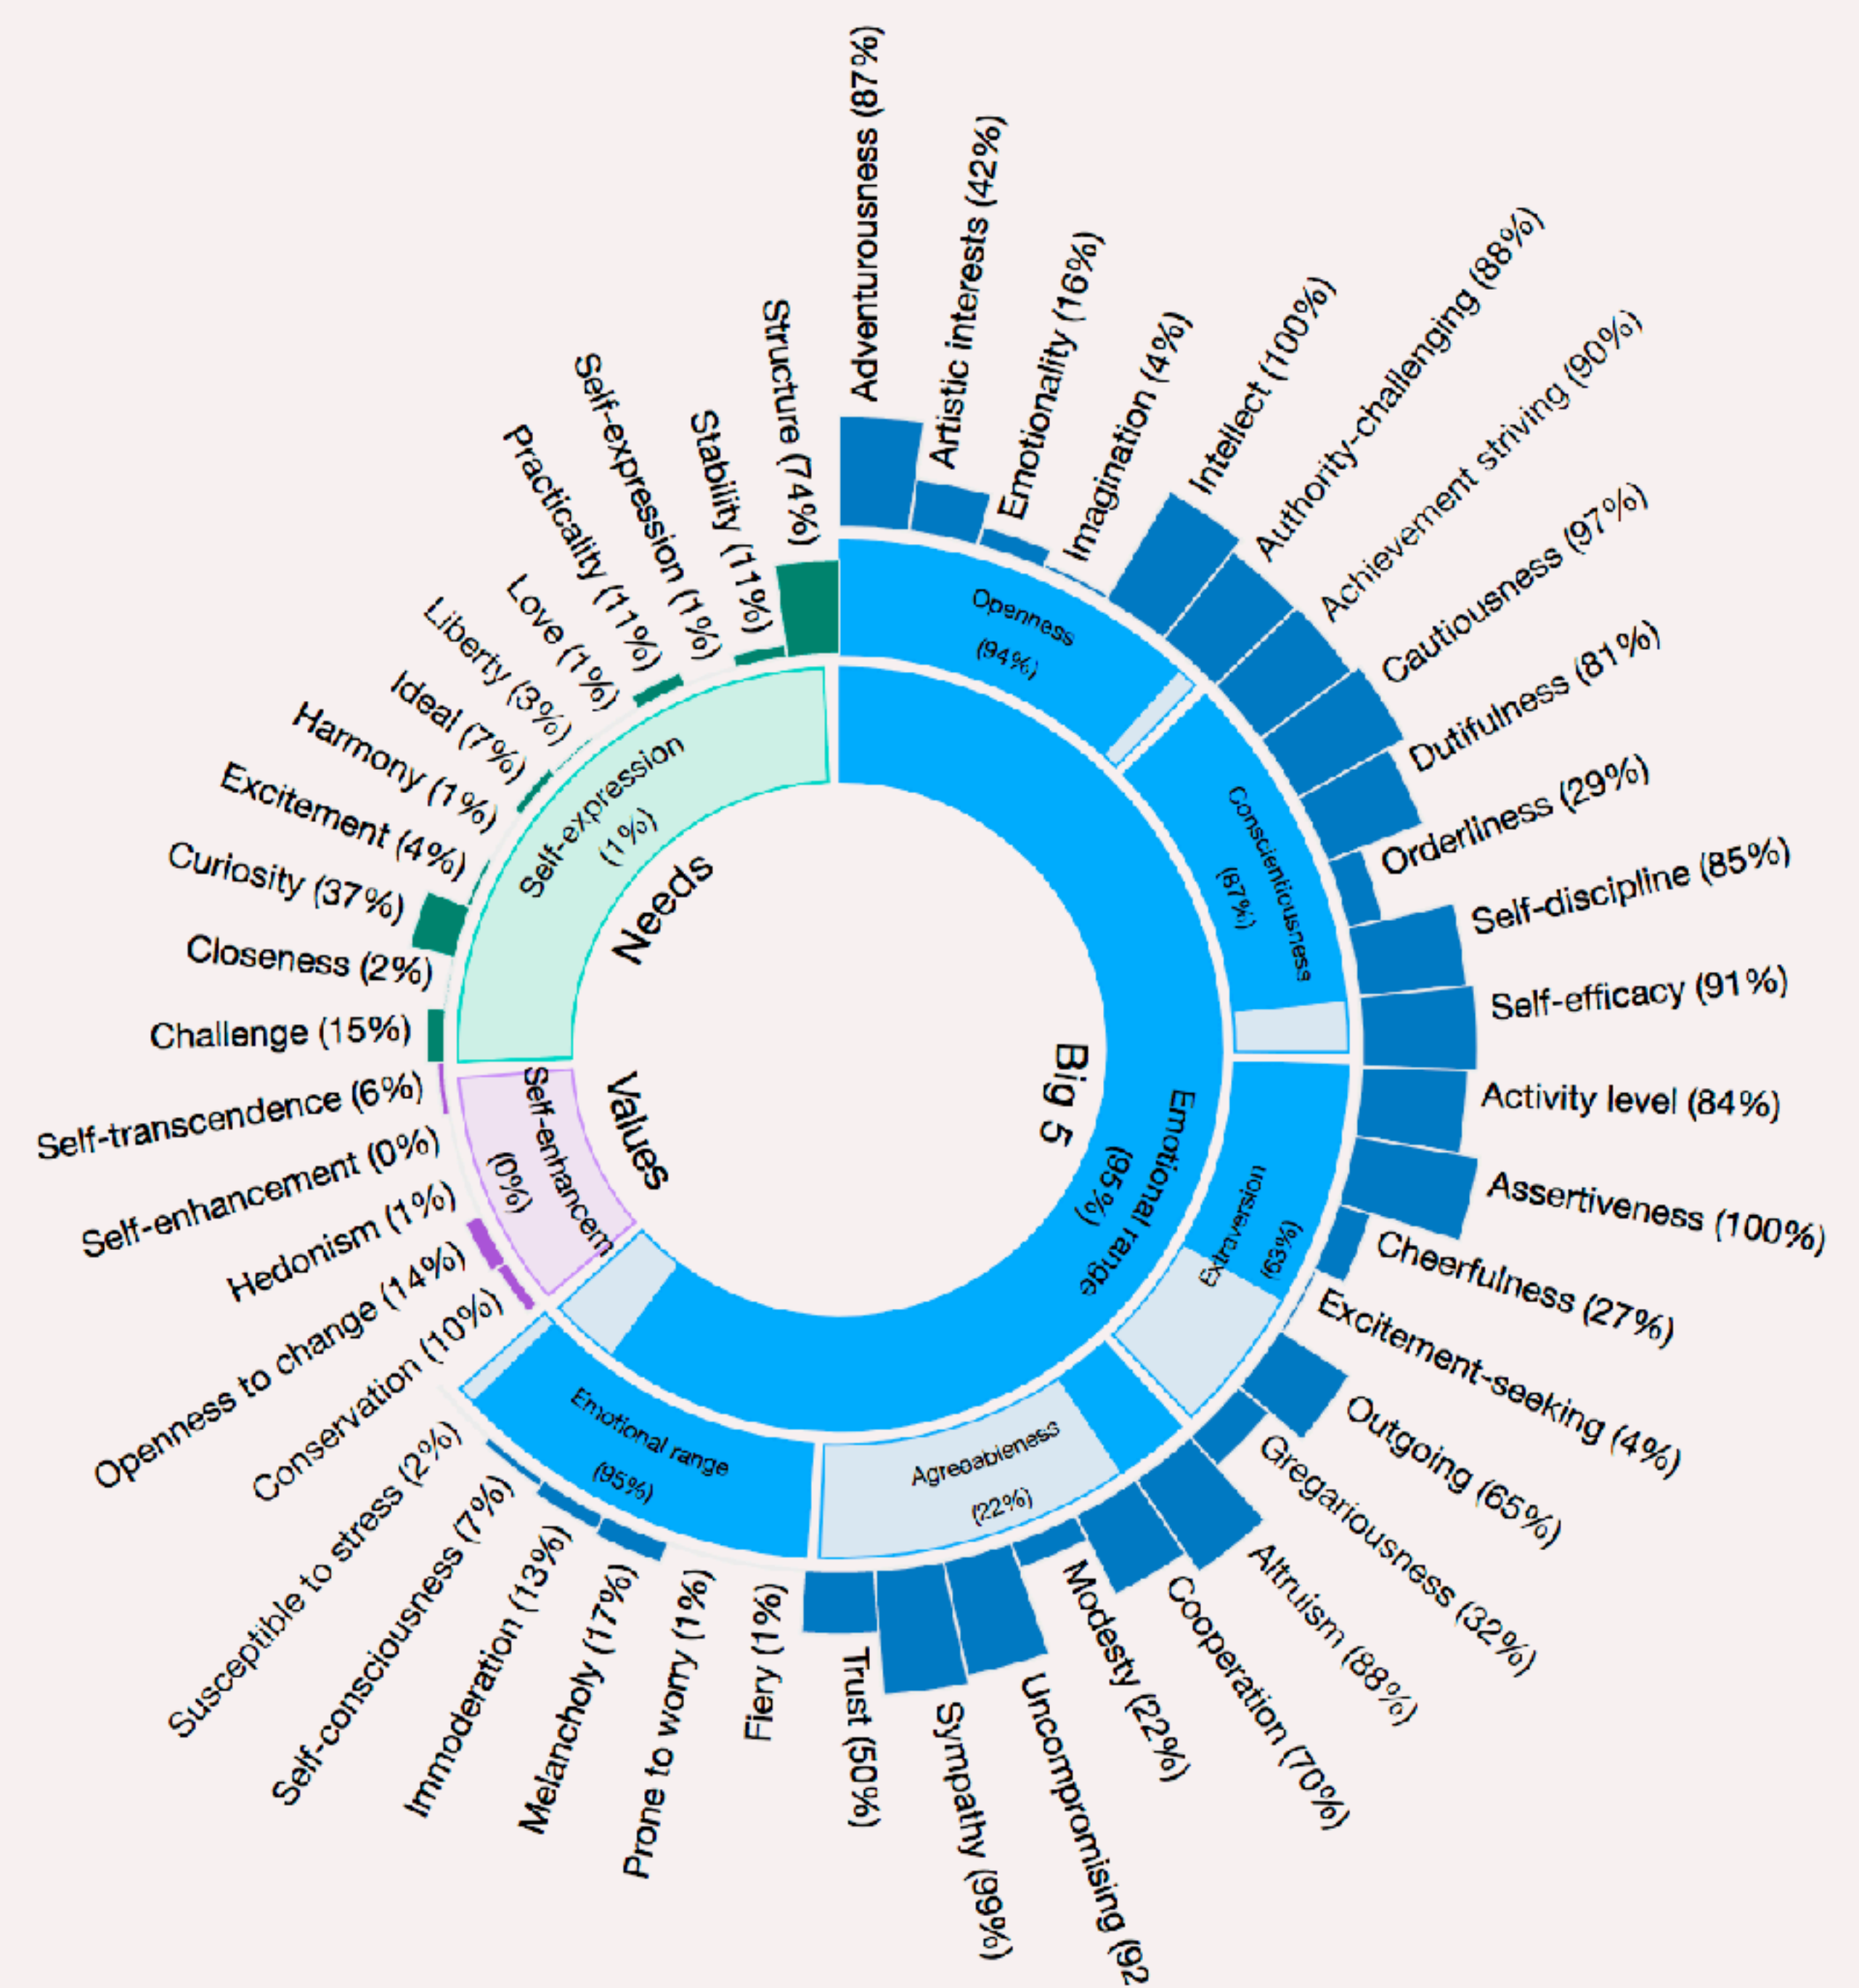 Adventurousness (87%)
Artistic interests (42%)
Emotionality (16%)
Imagination (4%)
Intellect (100%)
Authority-challenging (88%)
Achievement striving (90%)
Cautiousness (97%)
Dutifulness (81%)
Orderliness (29%)
Self-discipline (85%)
Self-efficacy (91%)
Activity level (84%)
Assertiveness (100%)
Cheerfulness (27%)
Excitement-seeking (4%)
Outgoing (65%)
Gregariousness (32%)
Altruism (88%)
Cooperation (70%)
Modesty (22%)
Uncompromising (92
Sympathy (99%)
Trust (50%)
Fiery (1%)
Prone to worry (1%)
Melancholy (17%)
Immoderation (13%)
Self-consciousness (7%)
Susceptible to stress (2%)
Conservation (10%)
Openness to change (14%)
Hedonism (1%)
Self-enhancement (0%)
Self-transcendence (6%)
Challenge (15%)
Closeness (2%)
Curiosity (37%)
Excitement (4%)
Harmony (1%)
Ideal (7%)
Liberty (3%)
Love (1%)
Practicality (11%)
Self-expression (1%)
Stability (11%)
Structure (74%)
Openness
(94%)
Conscientiousness
(87%)
Extraversion
(63%)
Agreeableness
(22%)
Emotional range
(95%)
Emotional range
(95%)
Big 5
Self-enhancem
(0%)
Values
Self-expression
(1%)
Needs